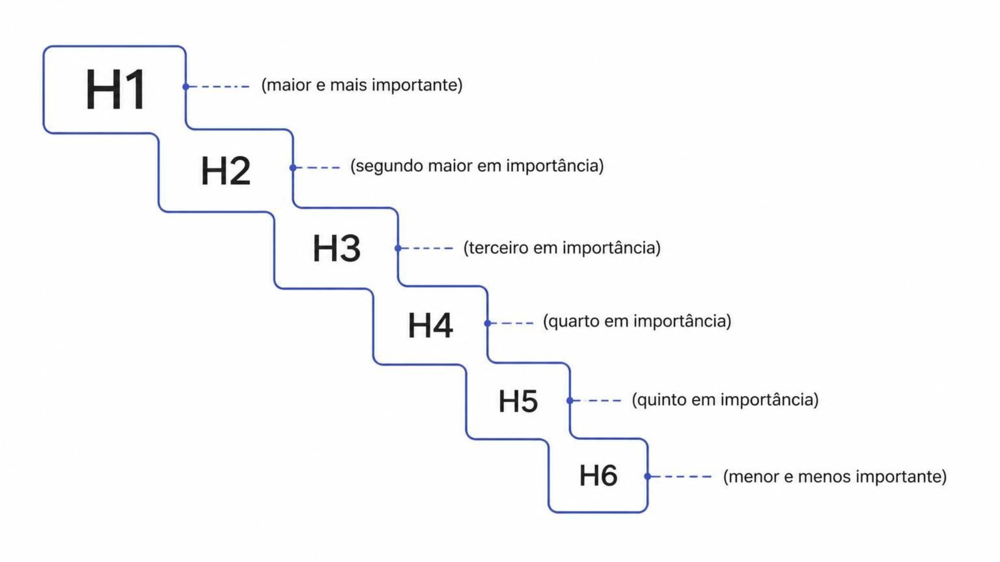 H1
(maior e mais importante)
H2
(segundo maior em importância)
H3
(terceiro em importância)
H4
(quarto em importância)
H5
(quinto em importância)
H6
(menor e menos importante)